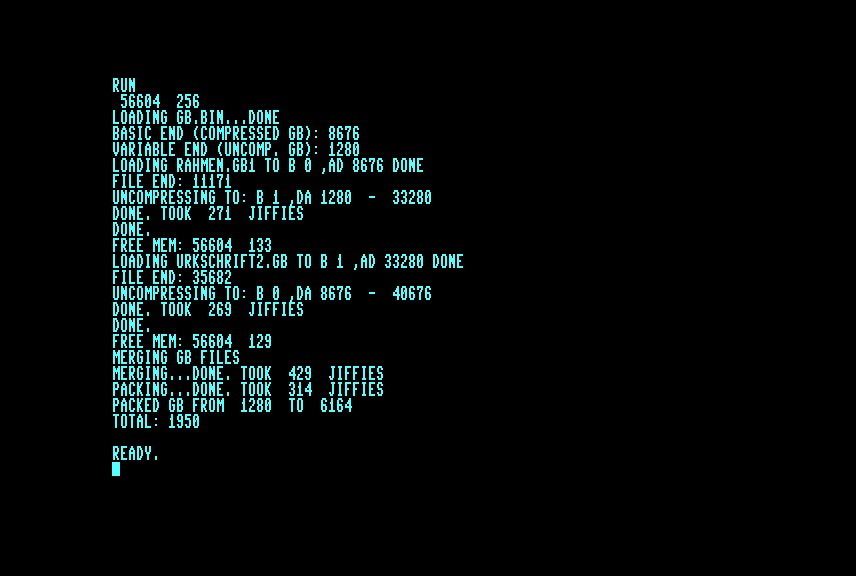 RUN
 56604  256
LOADING GB.BIN...DONE
BASIC END (COMPRESSED GB): 8676
VARIABLE END (UNCOMP. GB): 1280
LOADING RAHMEN.GB1 TO B 0 ,AD 8676 DONE
FILE END: 11171
UNCOMPRESSING TO: B 1 ,DA 1280  -  33280
DONE. TOOK  271  JIFFIES
DONE.
FREE MEM: 56604  133
LOADING URKSCHRIFT2.GB TO B 1 ,AD 33280 DONE
FILE END: 35682
UNCOMPRESSING TO: B 0 ,DA 8676  -  40676
DONE. TOOK  269  JIFFIES
DONE.
FREE MEM: 56604  129
MERGING GB FILES
MERGING...DONE. TOOK  429  JIFFIES
PACKING...DONE. TOOK  314  JIFFIES
PACKED GB FROM  1280  TO  6164
TOTAL: 1950
READY.